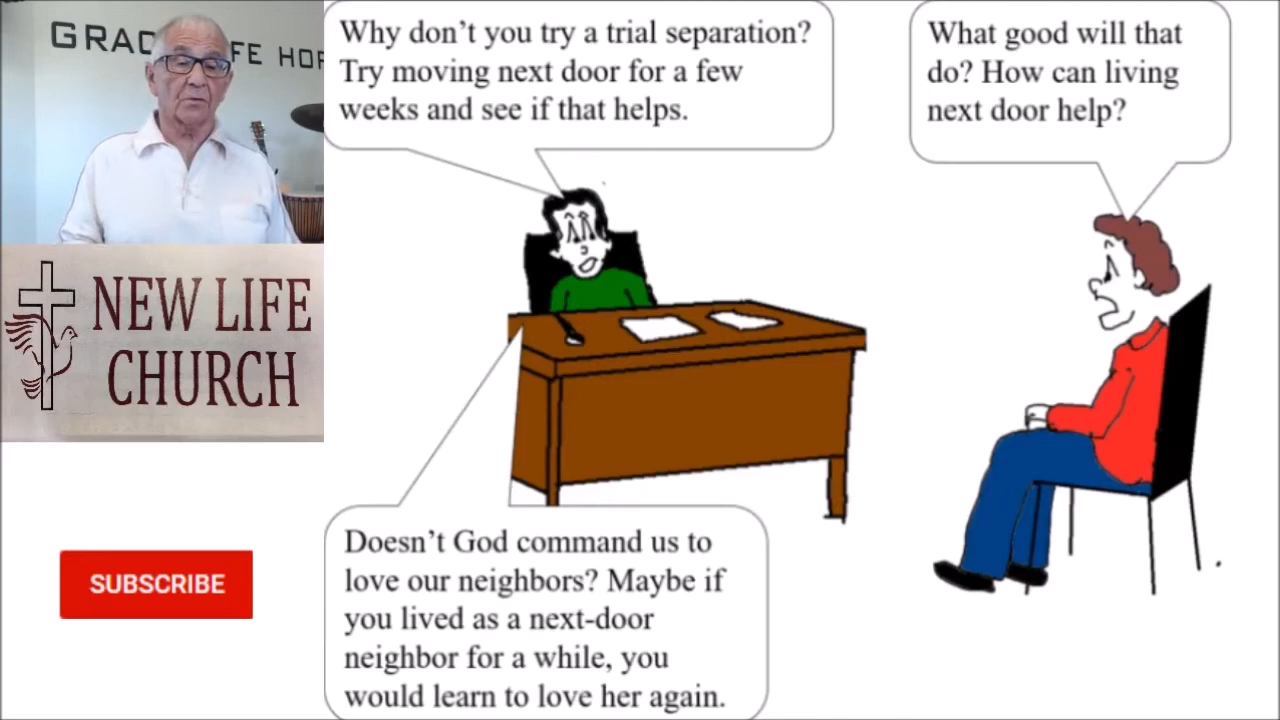 GRAC
FE HOP
Why don’t you try a trial separation?
Try moving next door for a few
weeks and see if that helps.
What good will that
do? How can living
next door help?
NEW LIFE
CHURCH
Doesn’t God command us to
love our neighbors? Maybe if
you lived as a next-door
neighbor for a while, you
would learn to love her again.
SUBSCRIBE